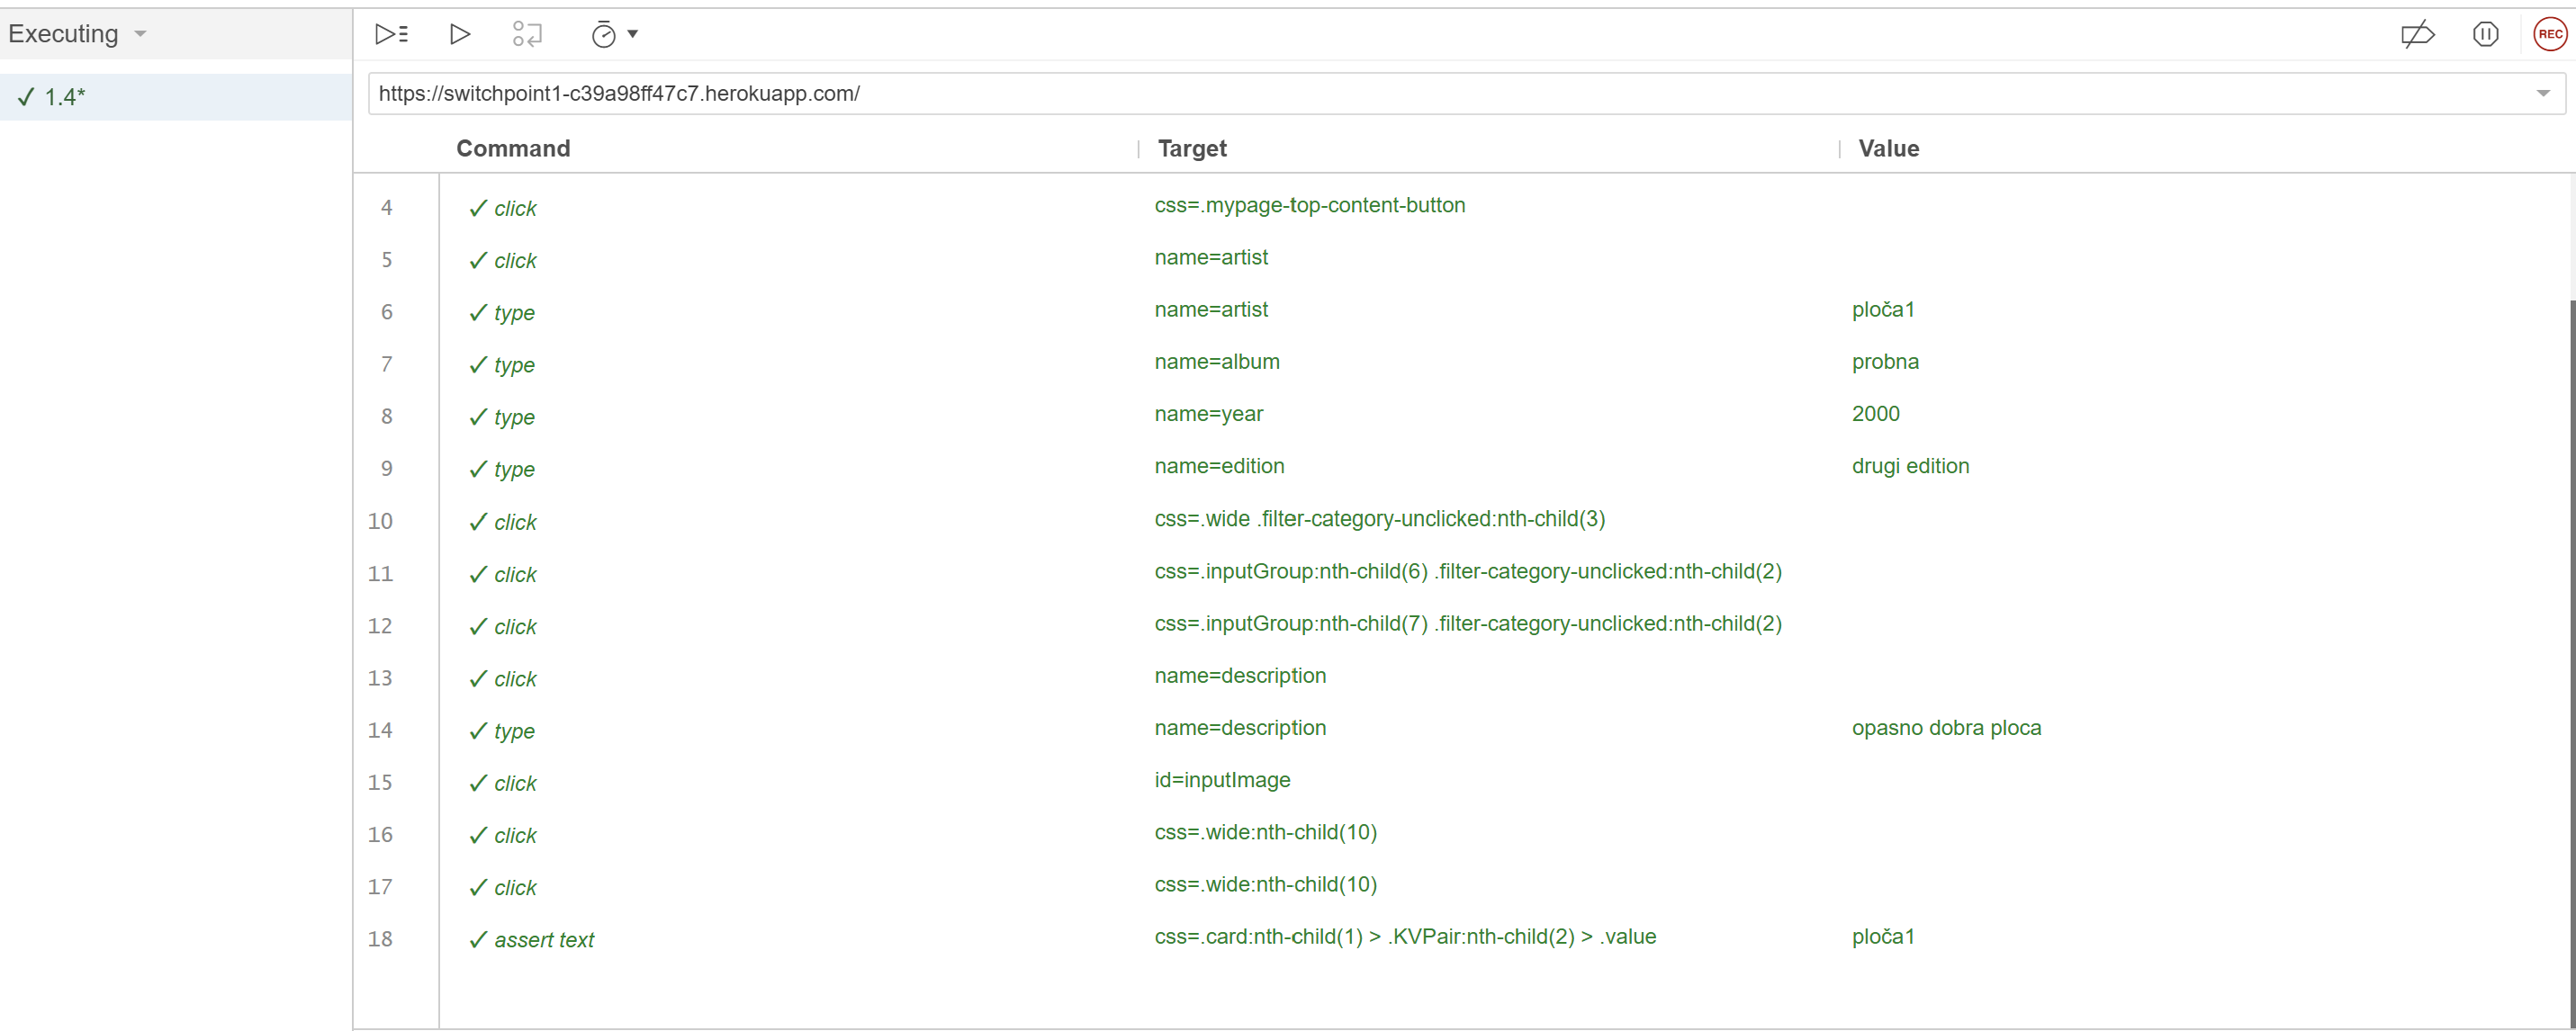 Executing
REC
✓ 1.4*
https://switchpoint1-c39a98ff47c7.herokuapp.com/
Command Target Value
4 ✓ click css=.mypage-top-content-button
5 ✓ click name=artist
6 ✓ type name=artist ploča1
7 ✓ type name=album probna
8 ✓ type name=year 2000
9 ✓ type name=edition drugi edition
10 ✓ click css=.wide .filter-category-unclicked:nth-child(3)
11 ✓ click css=.inputGroup:nth-child(6) .filter-category-unclicked:nth-child(2)
12 ✓ click css=.inputGroup:nth-child(7) .filter-category-unclicked:nth-child(2)
13 ✓ click name=description
14 ✓ type name=description opasno dobra ploca
15 ✓ click id=inputImage
16 ✓ click css=.wide:nth-child(10)
17 ✓ click css=.wide:nth-child(10)
18 ✓ assert text css=.card:nth-child(1) > .KVPair:nth-child(2) > .value ploča1